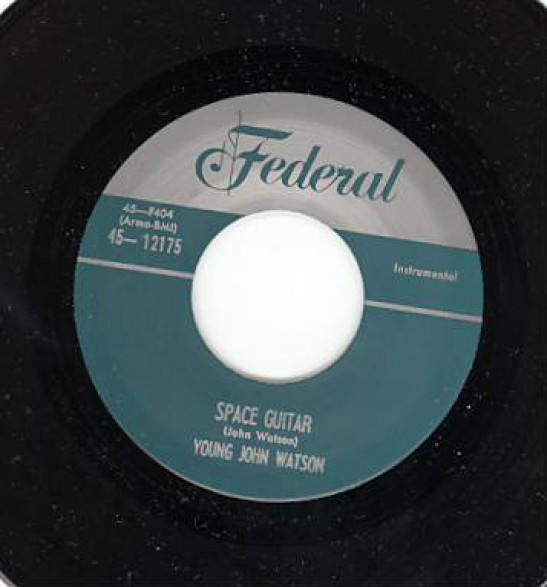 Federal
45—F404
(Armo-BMI)
45— 12175
Instrumental
SPACE GUITAR
(John Watson)
YOUNG JOHN WATSON